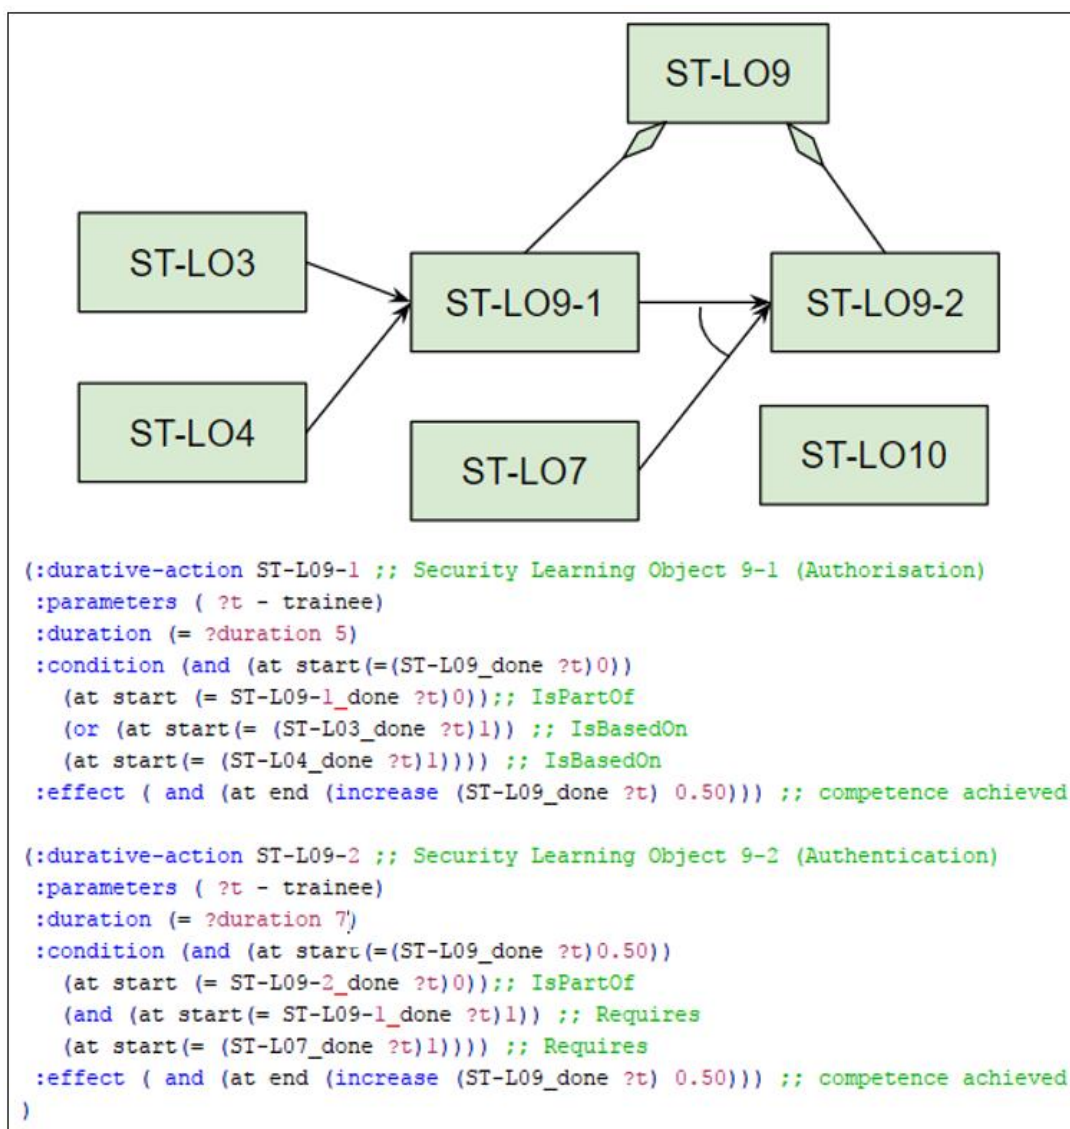 ST-LO9
ST-LO3
ST-LO9-1
ST-LO9-2
ST-LO4
ST-LO7
ST-LO10
(:durative-action ST-L09-1 ;; Security Learning Object 9-1 (Authorisation)
:parameters ( ?t - trainee)
:duration (= ?duration 5)
:condition (and (at start(=(ST-L09_done ?t)0))
(at start (= ST-L09-1_done ?t)0));; IsPartOf
(or (at start(= (ST-L03_done ?t)1)) ;; IsBasedOn
(at start(= (ST-L04_done ?t)1)))) ;; IsBasedOn
:effect ( and (at end (increase (ST-L09_done ?t) 0.50))) ;; competence achieved
(:durative-action ST-L09-2 ;; Security Learning Object 9-2 (Authentication)
:parameters ( ?t - trainee)
:duration (= ?duration 7)
:condition (and (at start(=(ST-L09_done ?t)0.50))
(at start (= ST-L09-2_done ?t)0));; IsPartOf
(and (at start(= ST-L09-1_done ?t)1)) ;; Requires
(at start(= (ST-L07_done ?t)1)))) ;; Requires
:effect ( and (at end (increase (ST-L09_done ?t) 0.50))) ;; competence achieved
)